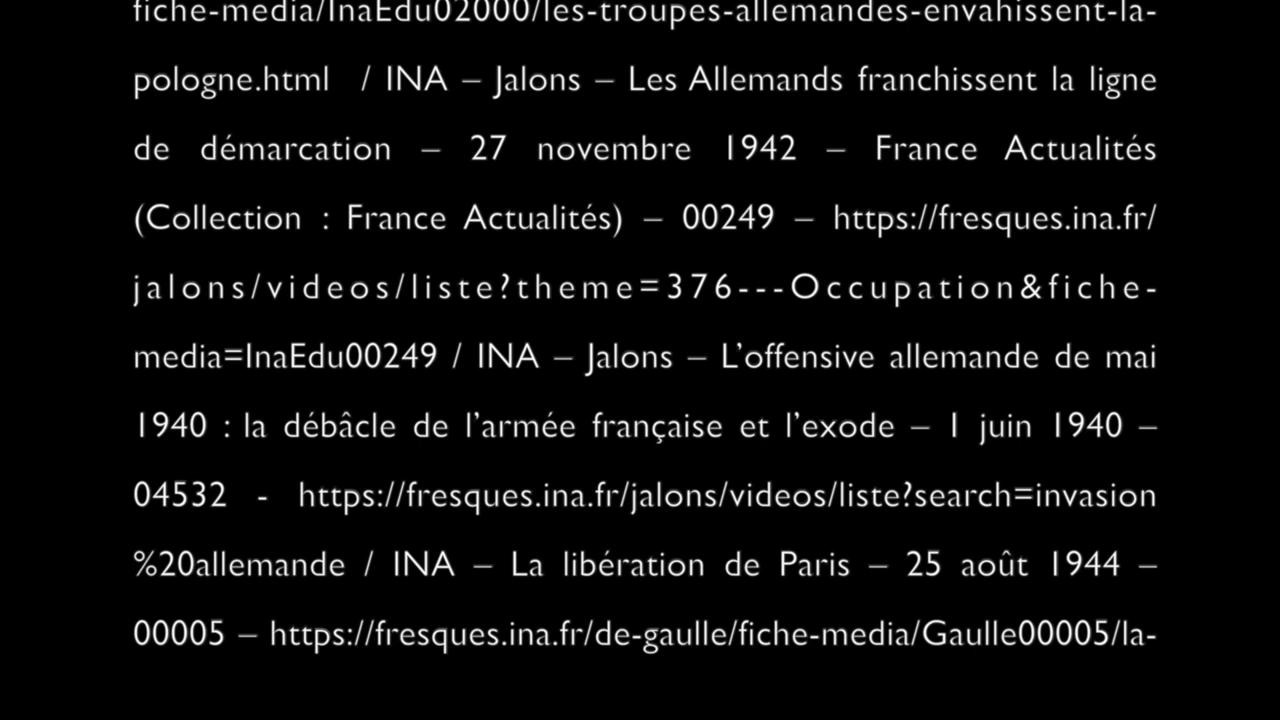 fiche-media/InaEdu02000/les-troupes-allemandes-envahissent-la-
pologne.html / INA – Jalons – Les Allemands franchissent la ligne
de démarcation – 27 novembre 1942 – France Actualités
(Collection : France Actualités) – 00249 – https://fresques.ina.fr/
jalons/videos/liste?theme=376---Occupation&fiche-
media=InaEdu00249 / INA – Jalons – L’offensive allemande de mai
1940 : la débâcle de l’armée française et l’exode – 1 juin 1940 –
04532 - https://fresques.ina.fr/jalons/videos/liste?search=invasion
%20allemande / INA – La libération de Paris – 25 août 1944 –
00005 – https://fresques.ina.fr/de-gaulle/fiche-media/Gaulle00005/la-